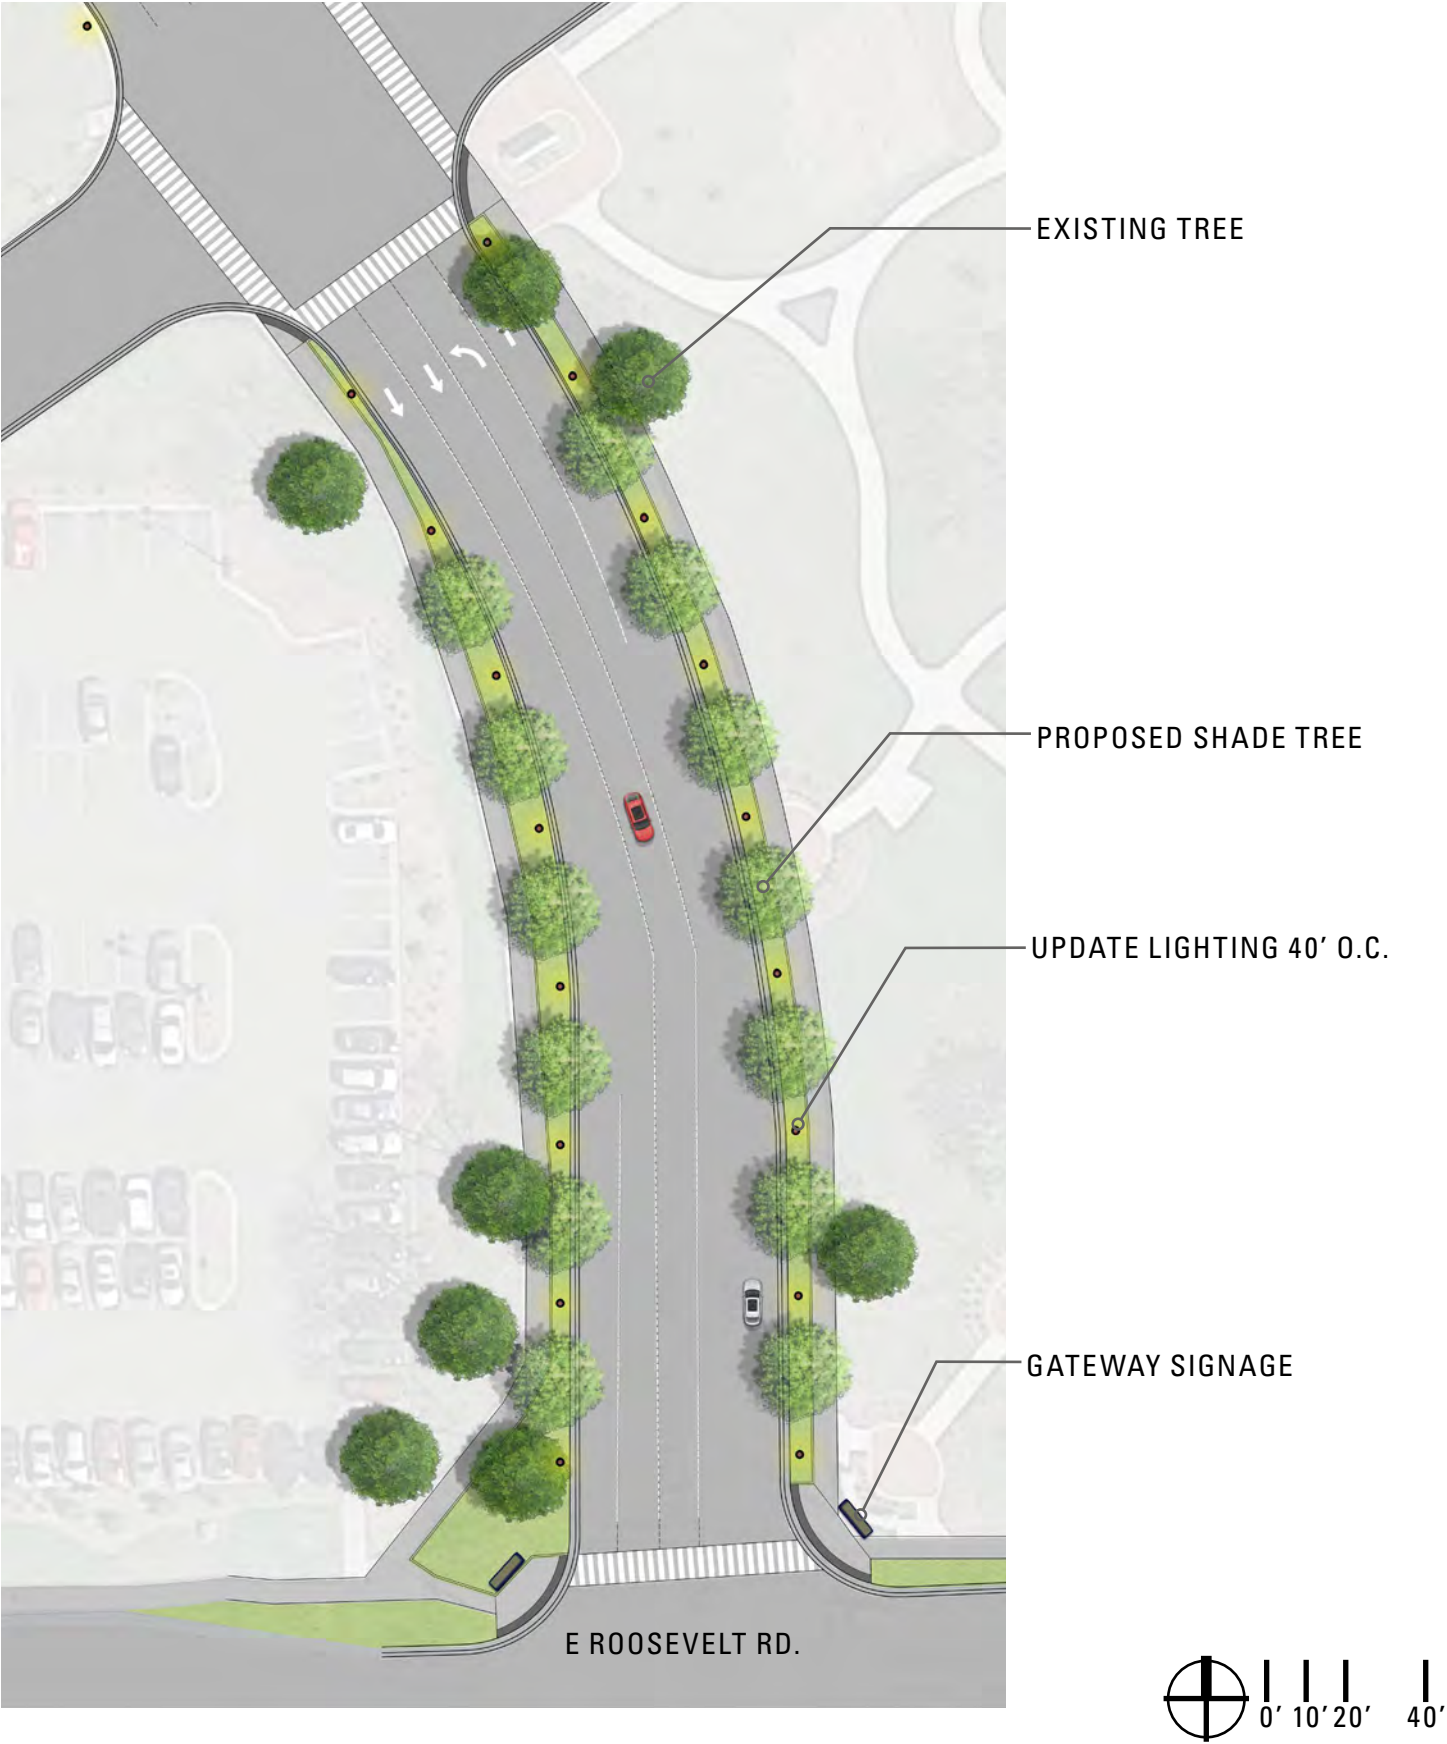 EXISTING TREE
PROPOSED SHADE TREE
UPDATE LIGHTING 40’ O.C.
GATEWAY SIGNAGE
E ROOSEVELT RD.
0’ 10’ 20’ 40’